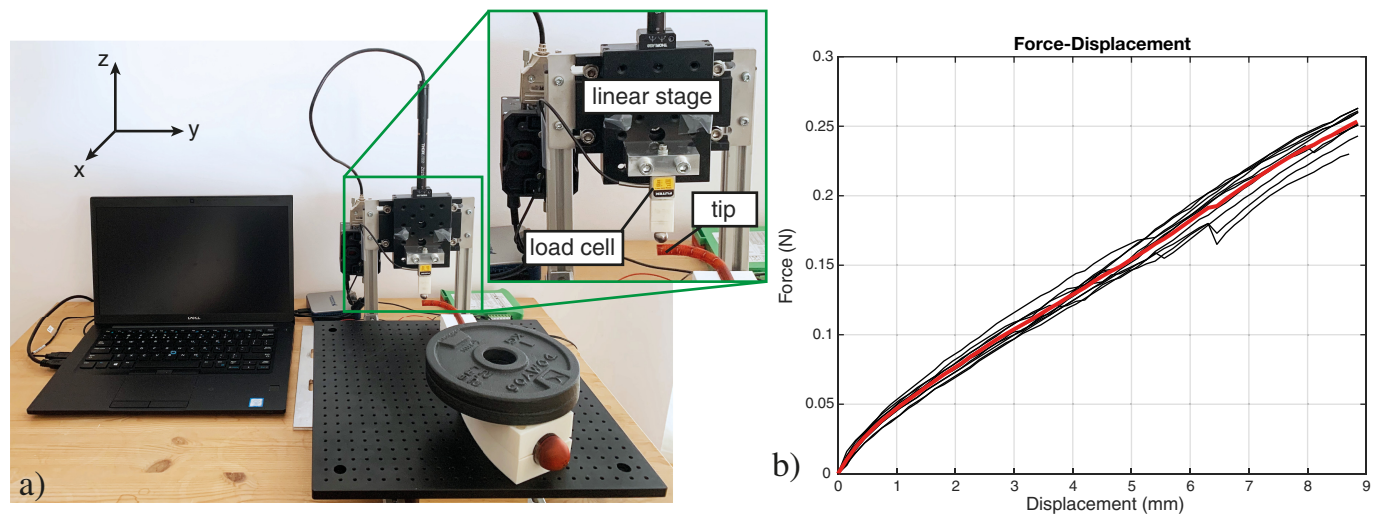 z
y
x
linear stage
tip
load cell
DELL
DOMYOS
a)
Force-Displacement
Force (N)
0.3
0.25
0.2
0.15
0.1
0.05
0
0
1
2
3
4
5
6
7
8
9
Displacement (mm)
b)